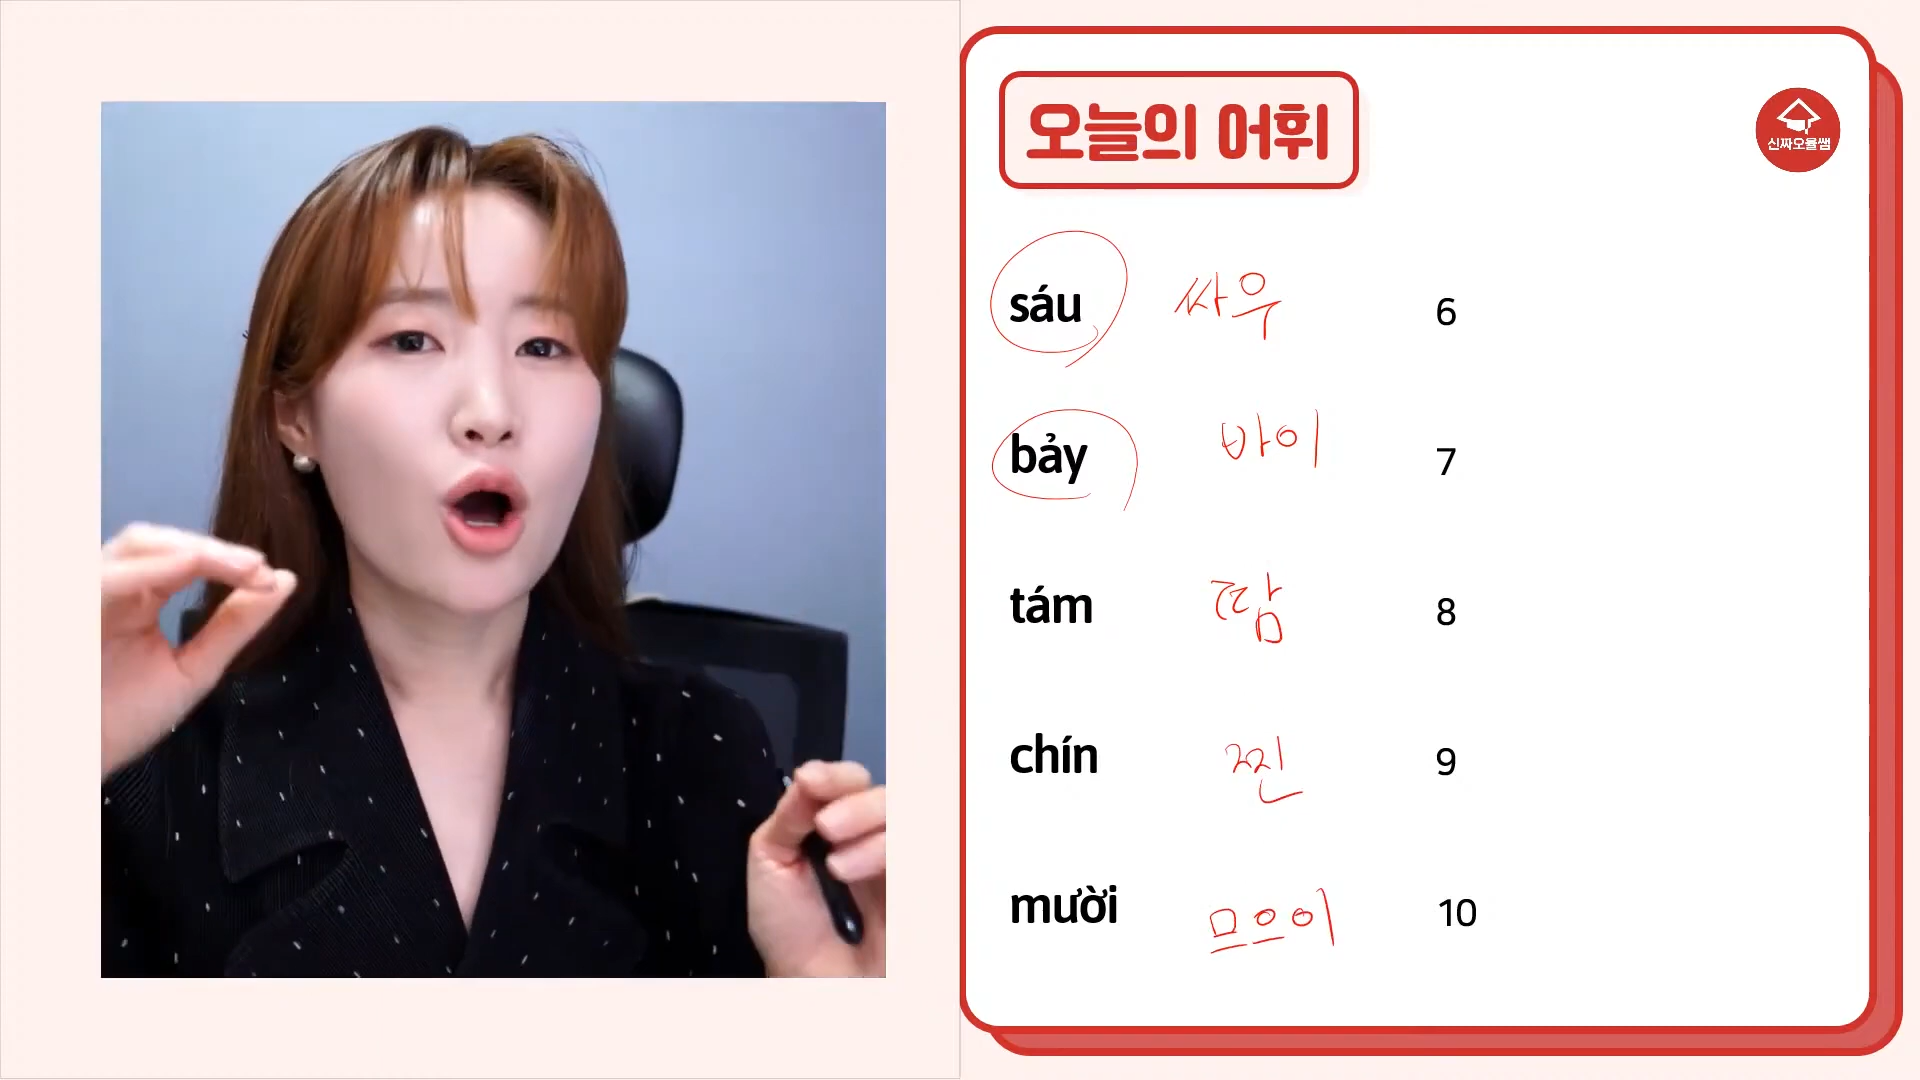 오늘의 어휘
신짜오율쌤
sáu 싸우 6
bảy 바이 7
tám 땀 8
chín 찐 9
mười 므으이 10